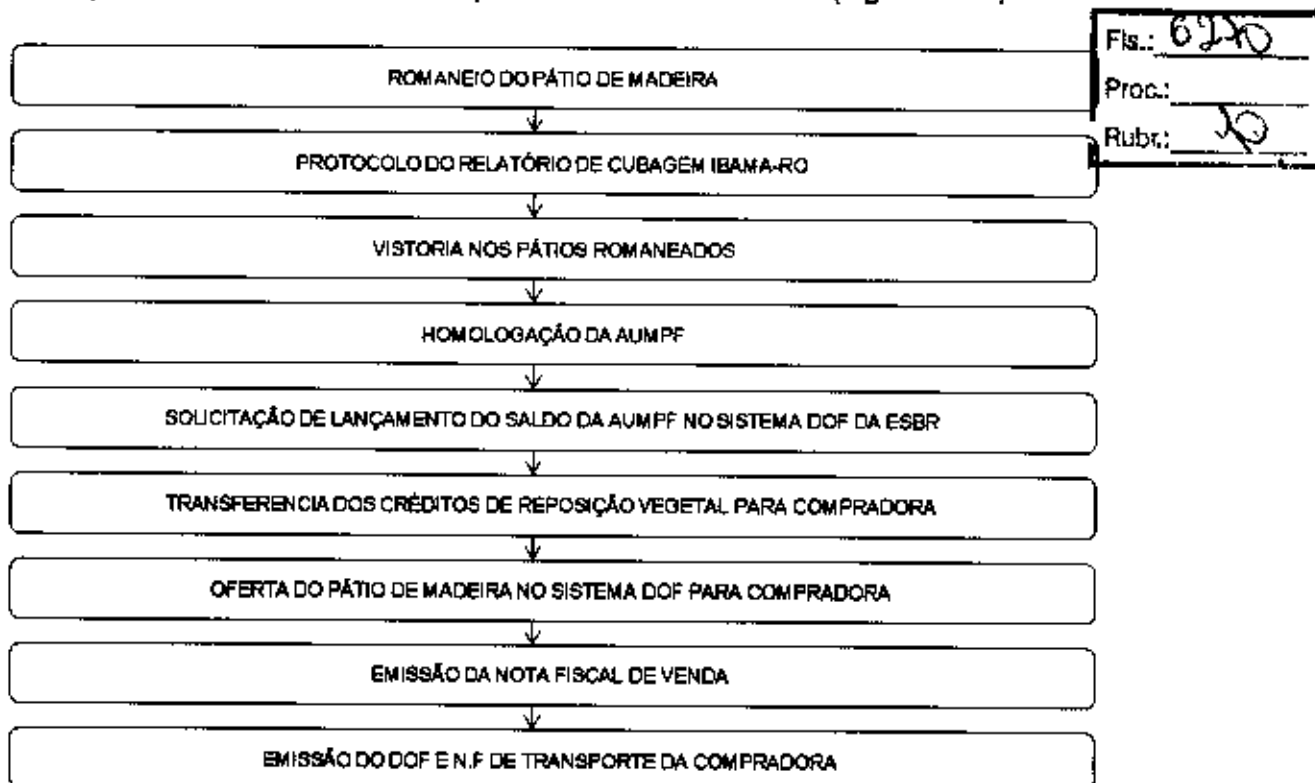 Fls.: 6270
Proc.:
Rubr.:
ROMANEIO DO PÁTIO DE MADEIRA
PROTOCOLO DO RELATÓRIO DE CUBAGEM IBAMA-RO
VISTORIA NOS PÁTIOS ROMANEADOS
HOMOLOGAÇÃO DA AUMPF
SOLICITAÇÃO DE LANÇAMENTO DO SALDO DA AUMPF NO SISTEMA DOF DA ESBR
TRANSFERENCIA DOS CRÉDITOS DE REPOSIÇÃO VEGETAL PARA COMPRADORA
OFERTA DO PÁTIO DE MADEIRA NO SISTEMA DOF PARA COMPRADORA
EMISSÃO DA NOTA FISCAL DE VENDA
EMISSÃO DO DOF E N.F DE TRANSPORTE DA COMPRADORA